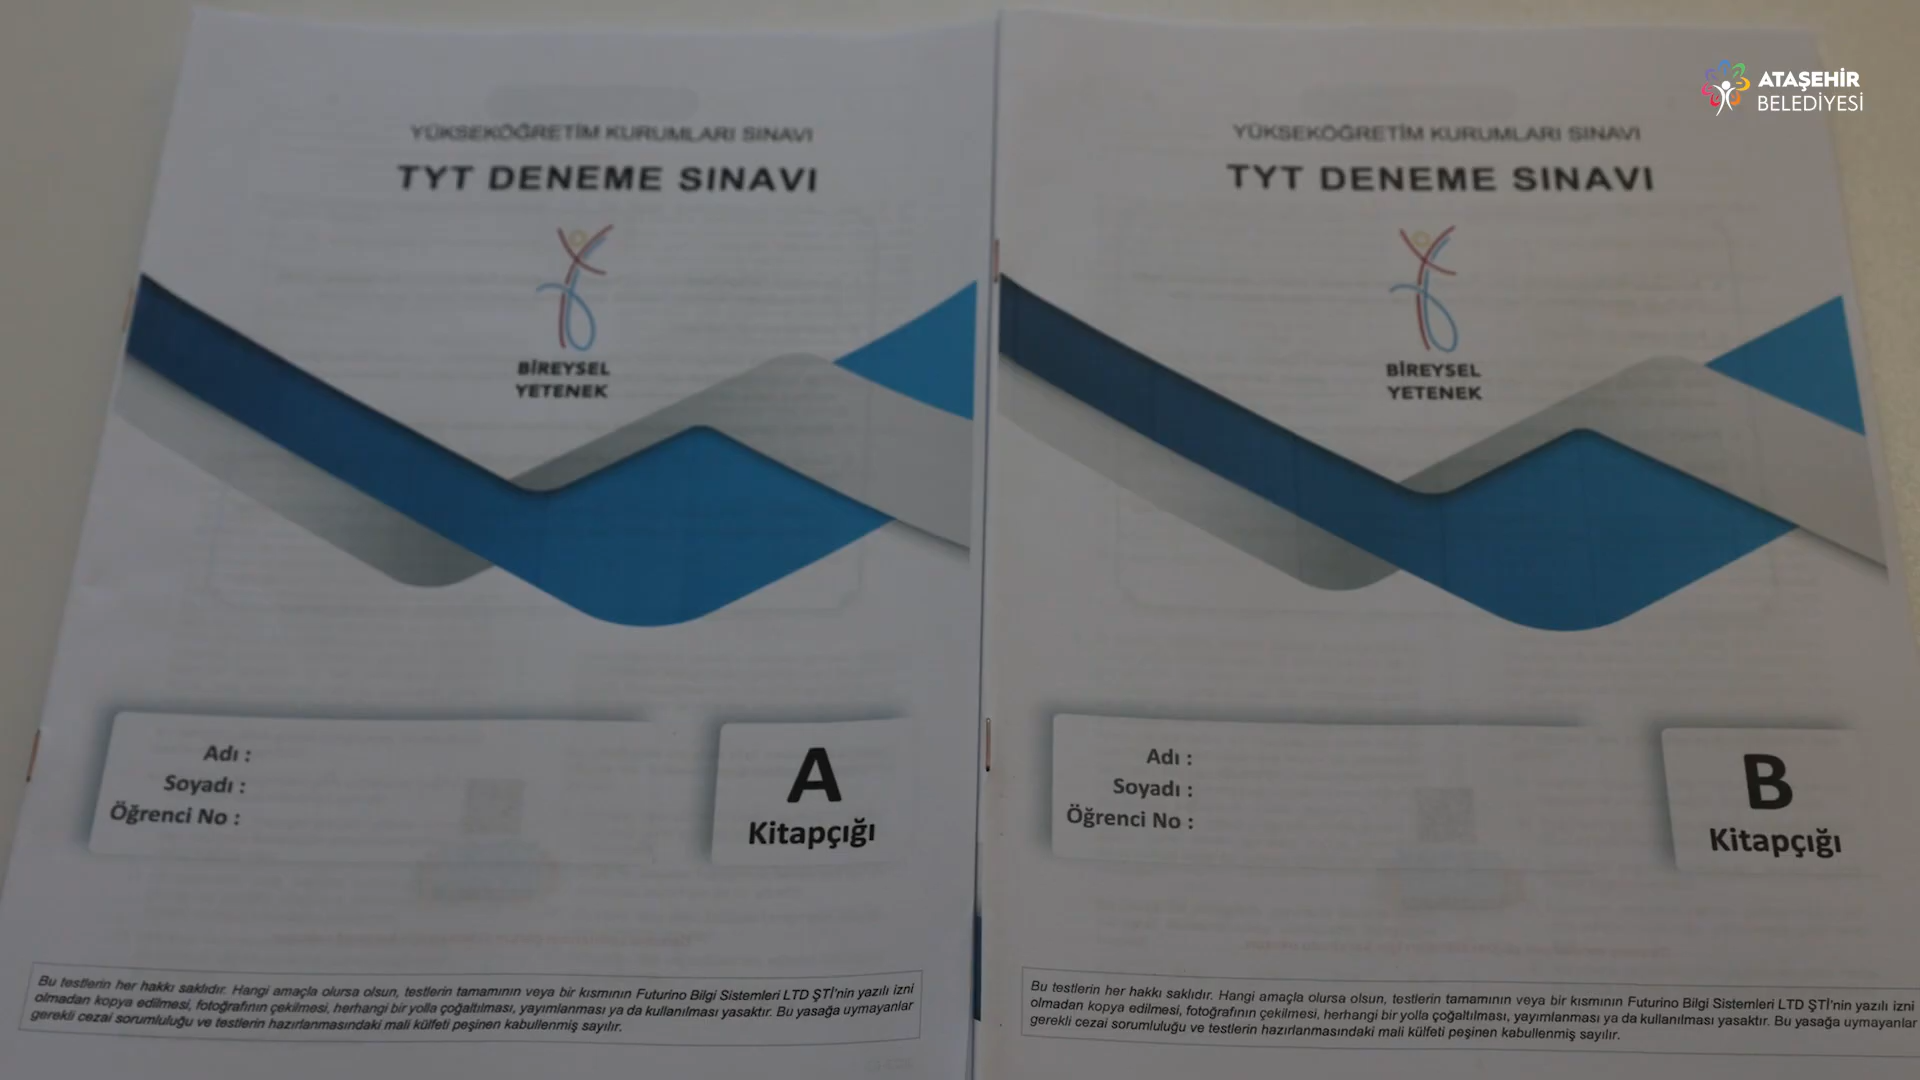 ATAŞEHİR
BELEDİYESİ
YÜKSEKÖĞRETİM KURUMLARI SINAVI
TYT DENEME SINAVI
BİREYSEL
YETENEK
Adı :
Soyadı :
Öğrenci No :
A
Kitapçığı
Bu testlerin her hakkı saklıdır. Hangi amaçla olursa olsun, testlerin tamamının veya bir kısmının Futurino Bilgi Sistemleri LTD ŞTİ'nin yazılı izni
olmadan kopya edilmesi, fotoğrafının çekilmesi, herhangi bir yolla çoğaltılması, yayımlanması ya da kullanılması yasaktır. Bu yasağa uymayanlar
gerekli cezai sorumluluğu ve testlerin hazırlanmasındaki mali külfeti peşinen kabullenmiş sayılır.
YÜKSEKÖĞRETİM KURUMLARI SINAVI
TYT DENEME SINAVI
BİREYSEL
YETENEK
Adı :
Soyadı :
Öğrenci No :
B
Kitapçığı
Bu testlerin her hakkı saklıdır. Hangi amaçla olursa olsun, testlerin tamamının veya bir kısmının Futurino Bilgi Sistemleri LTD ŞTİ'nin yazılı izni
olmadan kopya edilmesi, fotoğrafının çekilmesi, herhangi bir yolla çoğaltılması, yayımlanması ya da kullanılması yasaktır. Bu yasağa uymayanlar
gerekli cezai sorumluluğu ve testlerin hazırlanmasındaki mali külfeti peşinen kabullenmiş sayılır.